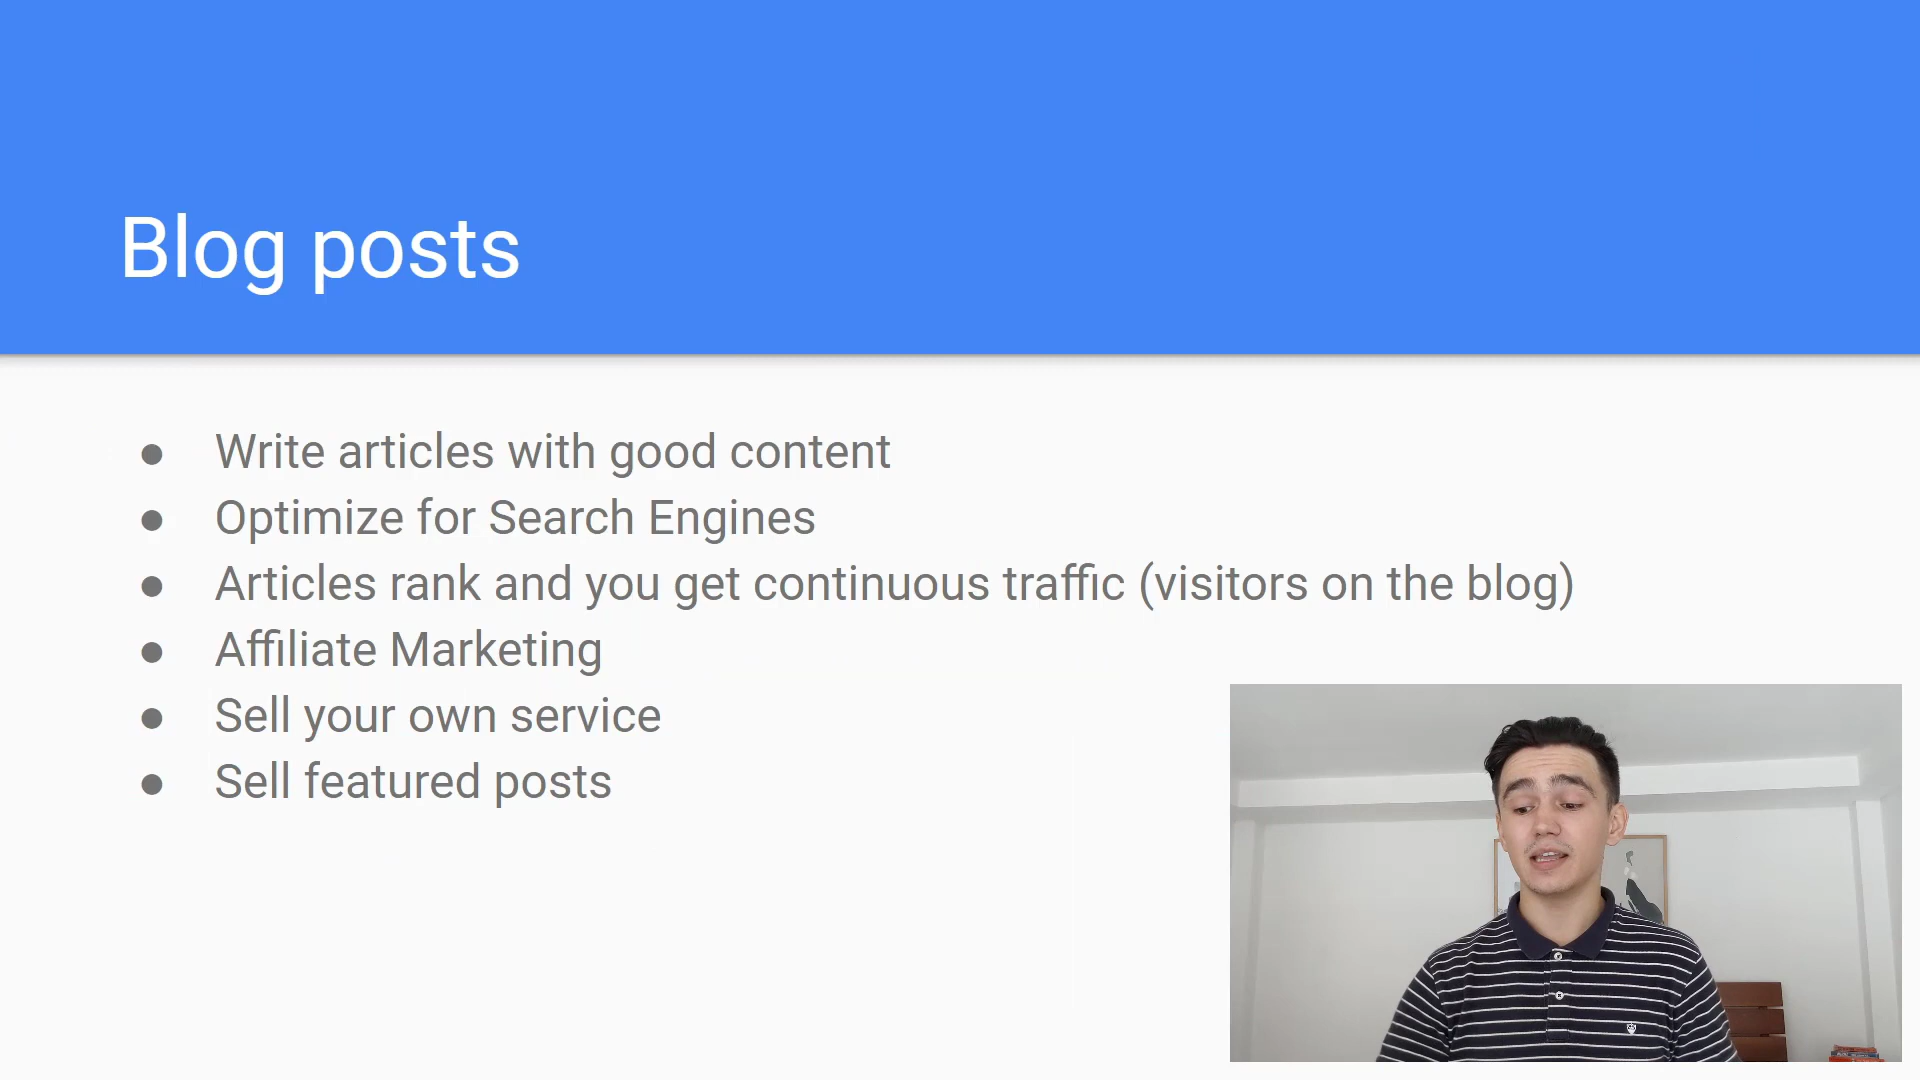 Blog posts
Write articles with good content
Optimize for Search Engines
Articles rank and you get continuous traffic (visitors on the blog)
Affiliate Marketing
Sell your own service
Sell featured posts